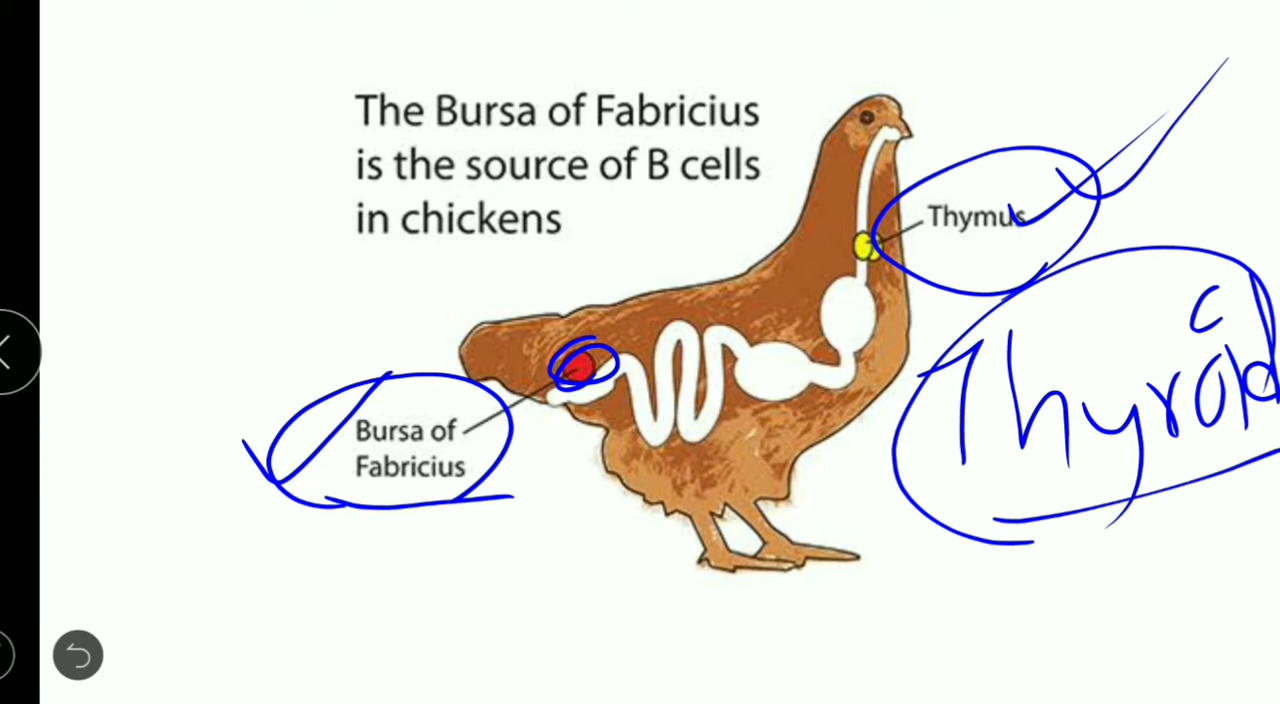 The Bursa of Fabricius
is the source of B cells
in chickens
Thymus
Thyroid
Bursa of
Fabricius